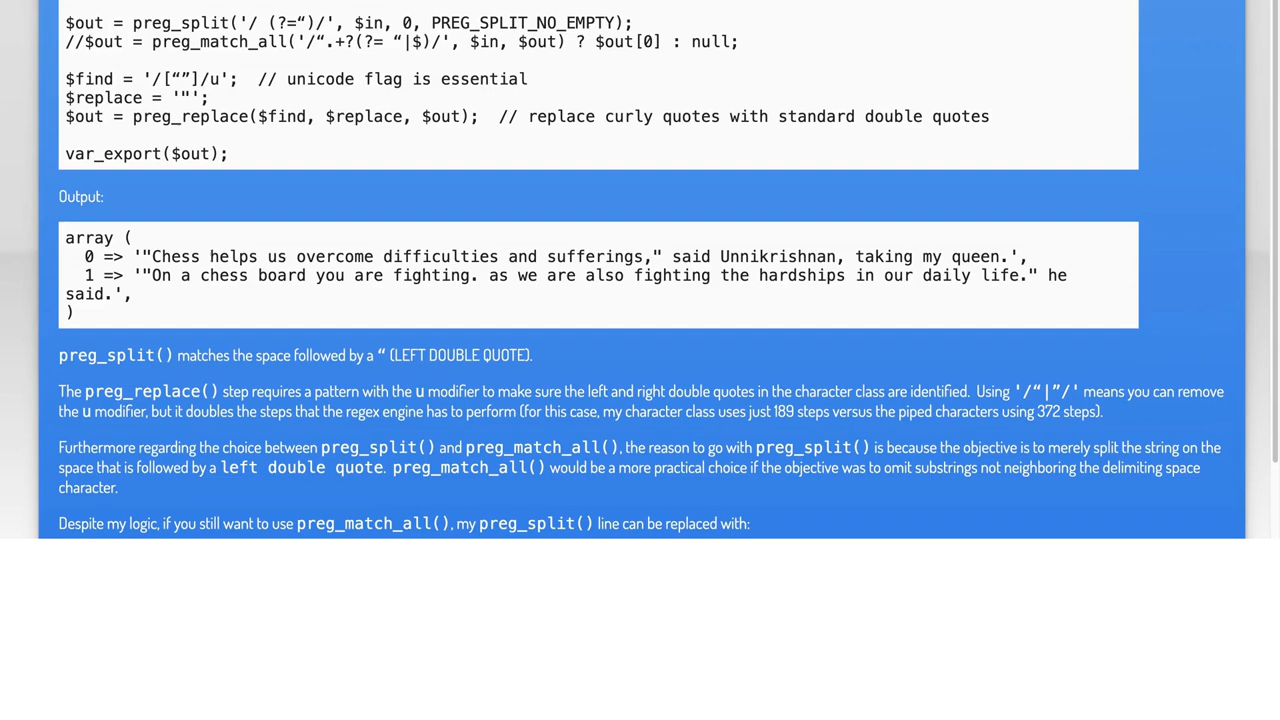 $out = preg_split('/ (?=“)/', $in, 0, PREG_SPLIT_NO_EMPTY);
//$out = preg_match_all('/“.+?(?= “|$)/', $in, $out) ? $out[0] : null;
$find = '/[“”]/u';  // unicode flag is essential
$replace = '"';
$out = preg_replace($find, $replace, $out);  // replace curly quotes with standard double quotes
var_export($out);
Output:
array (
  0 => '"Chess helps us overcome difficulties and sufferings," said Unnikrishnan, taking my queen.',
  1 => '"On a chess board you are fighting. as we are also fighting the hardships in our daily life." he
said.',
)
preg_split() matches the space followed by a “ (LEFT DOUBLE QUOTE).
The preg_replace() step requires a pattern with the u modifier to make sure the left and right double quotes in the character class are identified.  Using '/“|”/' means you can remove
the u modifier, but it doubles the steps that the regex engine has to perform (for this case, my character class uses just 189 steps versus the piped characters using 372 steps).
Furthermore regarding the choice between preg_split() and preg_match_all(), the reason to go with preg_split() is because the objective is to merely split the string on the
space that is followed by a left double quote. preg_match_all() would be a more practical choice if the objective was to omit substrings not neighboring the delimiting space
character.
Despite my logic, if you still want to use preg_match_all(), my preg_split() line can be replaced with: